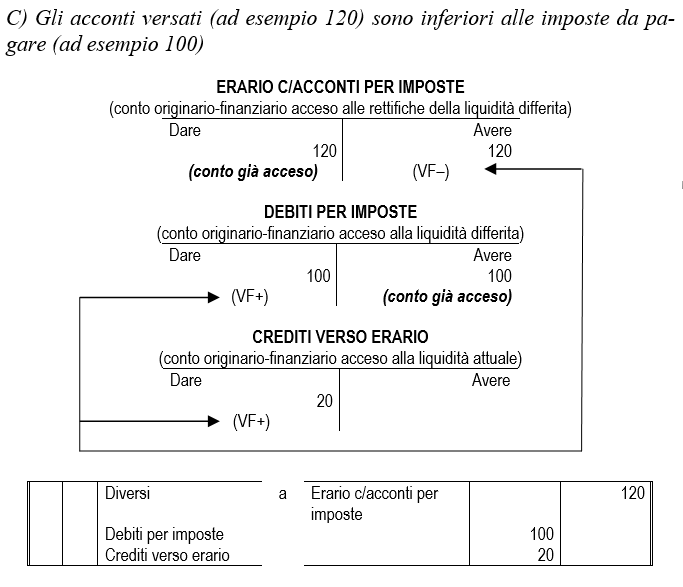 C) Gli acconti versati (ad esempio 120) sono inferiori alle imposte da pa-
gare (ad esempio 100)
ERARIO C/ACCONTI PER IMPOSTE
(conto originario-finanziario acceso alle rettifiche della liquidità differita)
Dare Avere
120 120
(conto già acceso) (VF–)
DEBITI PER IMPOSTE
(conto originario-finanziario acceso alla liquidità differita)
Dare Avere
100 100
(VF+) (conto già acceso)
CREDITI VERSO ERARIO
(conto originario-finanziario acceso alla liquidità attuale)
Dare Avere
20
(VF+)
Diversi a Erario c/acconti per 120
imposte
Debiti per imposte 100
Crediti verso erario 20